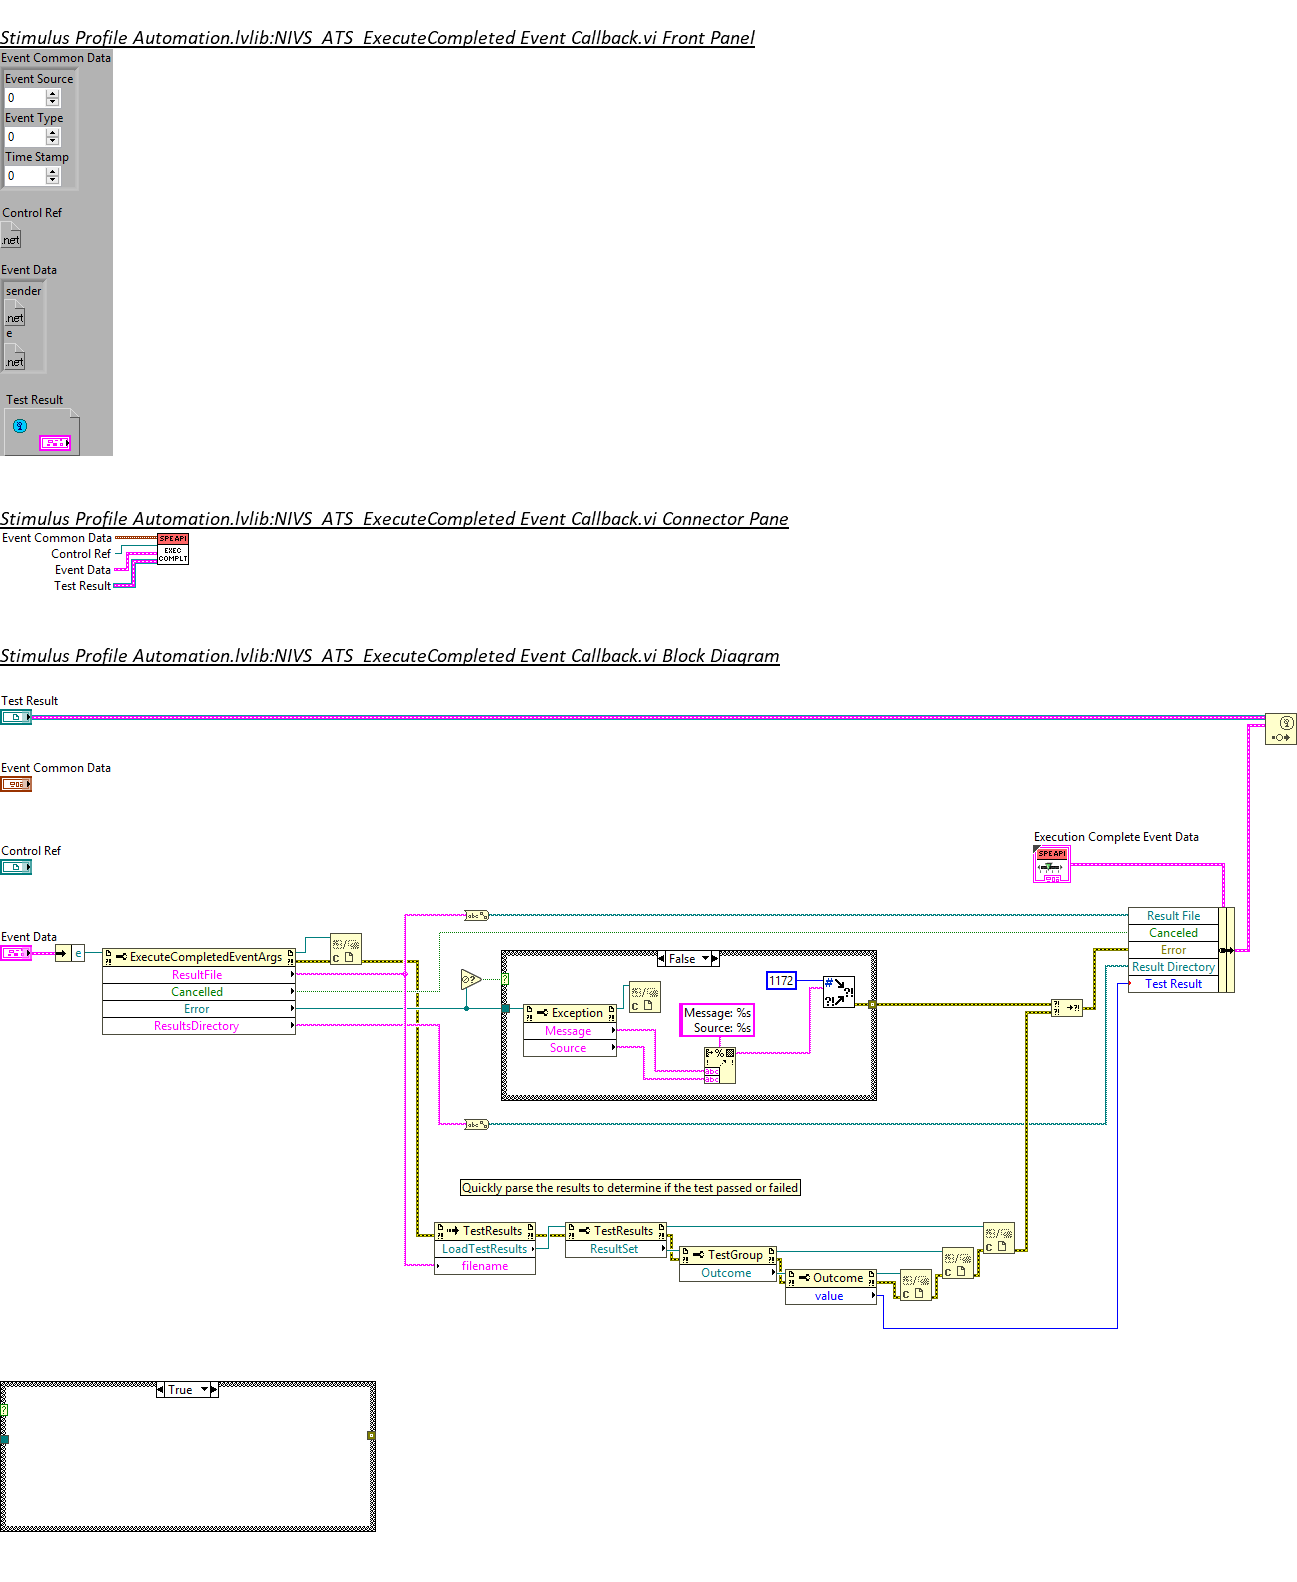 Stimulus Profile Automation.lvlib:NIVS_ATS_ExecuteCompleted Event Callback.vi Front Panel
Event Common Data
Event Source
0
Event Type
0
Time Stamp
0
Control Ref
.net
Event Data
sender
.net
e
.net
Test Result
Stimulus Profile Automation.lvlib:NIVS_ATS_ExecuteCompleted Event Callback.vi Connector Pane
Event Common Data
Control Ref
Event Data
Test Result
SPEAPI
EXEC
COMPLT
Stimulus Profile Automation.lvlib:NIVS_ATS_ExecuteCompleted Event Callback.vi Block Diagram
Test Result
Event Common Data
Control Ref
Execution Complete Event Data
SPEAPI
Event Data
e
ExecuteCompletedEventArgs
ResultFile
Cancelled
Error
ResultsDirectory
C
abc
?
?
False
Exception
Message
Source
C
Message: %s
Source: %s
%
abc
abc
1172
#
?!
?!
Result File
Canceled
Error
Result Directory
Test Result
?!
?!
?!
abc
Quickly parse the results to determine if the test passed or failed
TestResults
LoadTestResults
filename
TestResults
ResultSet
TestGroup
Outcome
Outcome
value
C
C
C
True
?